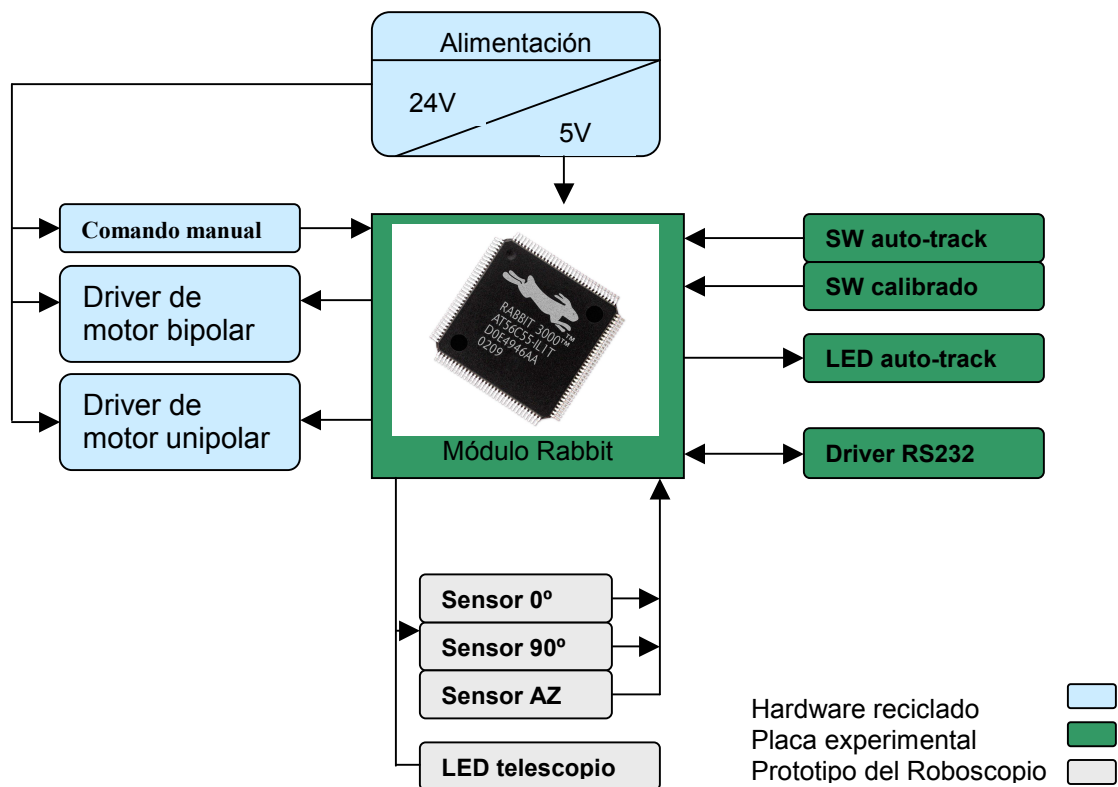 Alimentación
24V
5V
Comando manual
Driver de
motor bipolar
Driver de
motor unipolar
RABBIT 3000™
AT56C55-IL1T
D0E4946AA
0209
Módulo Rabbit
SW auto-track
SW calibrado
LED auto-track
Driver RS232
Sensor 0º
Sensor 90º
Sensor AZ
LED telescopio
Hardware reciclado
Placa experimental
Prototipo del Roboscopio